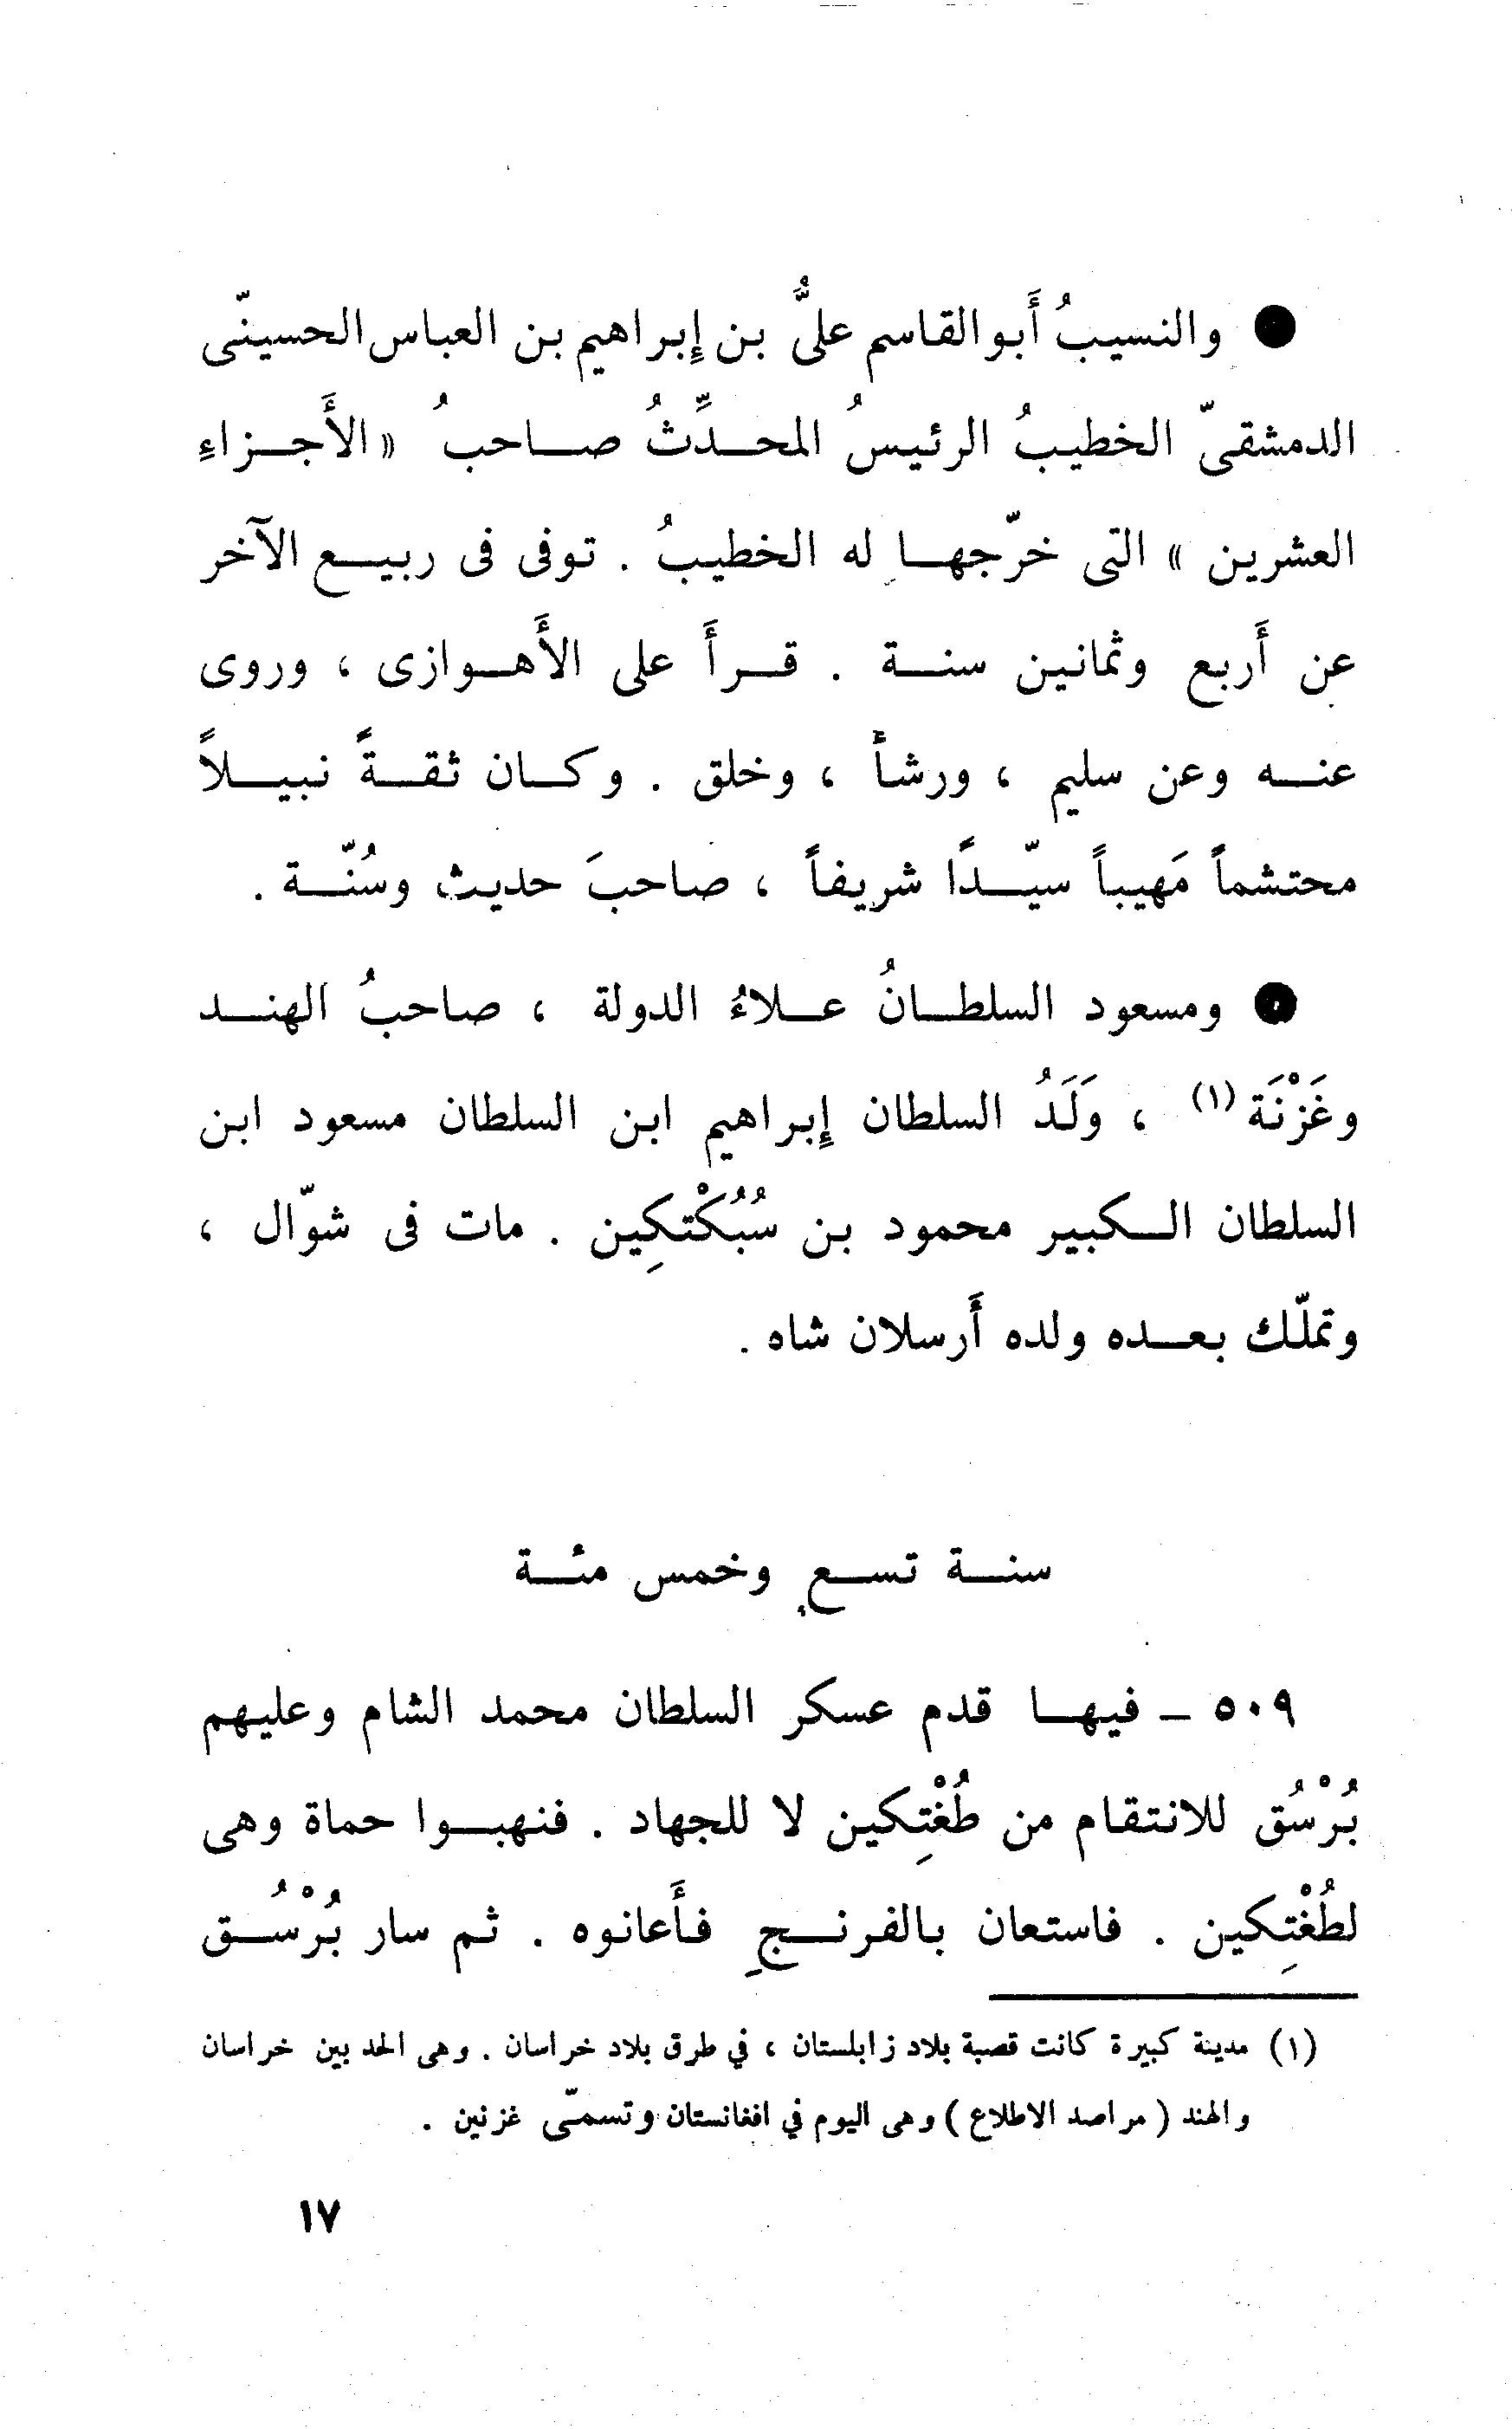 ● والنسيبُ أَبو القاسم علىُّ بن إِبراهيم بن العباس الحسينّى
الدمشقىّ الخطيبُ الرئيسُ المحدِّثُ صاحبُ « الأَجزاءِ
العشرين » التى خرّجها له الخطيبُ . توفى فى ربيع الآخر
عن أَربع وثمانين سنة . قرأَ على الأَهوازى ، وروى
عنه وعن سليم ، ورشأ ، وخلق . وكان ثقةً نبيلاً
محتشماً مَهيباً سيّدًا شريفاً ، صاحبَ حديث وسُنّة .
● ومسعود السلطانُ علاءُ الدولة ، صاحبُ الهند
وغَزْنَة (١) ، وَلَدُ السلطان إِبراهيم ابن السلطان مسعود ابن
السلطان الكبير محمود بن سُبُكْتكِين . مات فى شوّال ،
وتملّك بعده ولده أَرسلان شاه .
سنة تسعٍ وخمس مئة
٥٠٩ – فيها قدم عسكر السلطان محمد الشام وعليهم
بُرْسُق للانتقام من طُغْتِكين لا للجهاد . فنهبوا حماة وهى
لطُغْتِكين . فاستعان بالفرنجِ فأَعانوه . ثم سار بُرْسُق
(١) مدينة كبيرة كانت قصبة بلاد زابلستان ، في طرق بلاد خراسان . وهى الحد بين خراسان
والهند ( مراصد الاطلاع ) وهى اليوم في افغانستان وتسمّى غزنين .
١٧